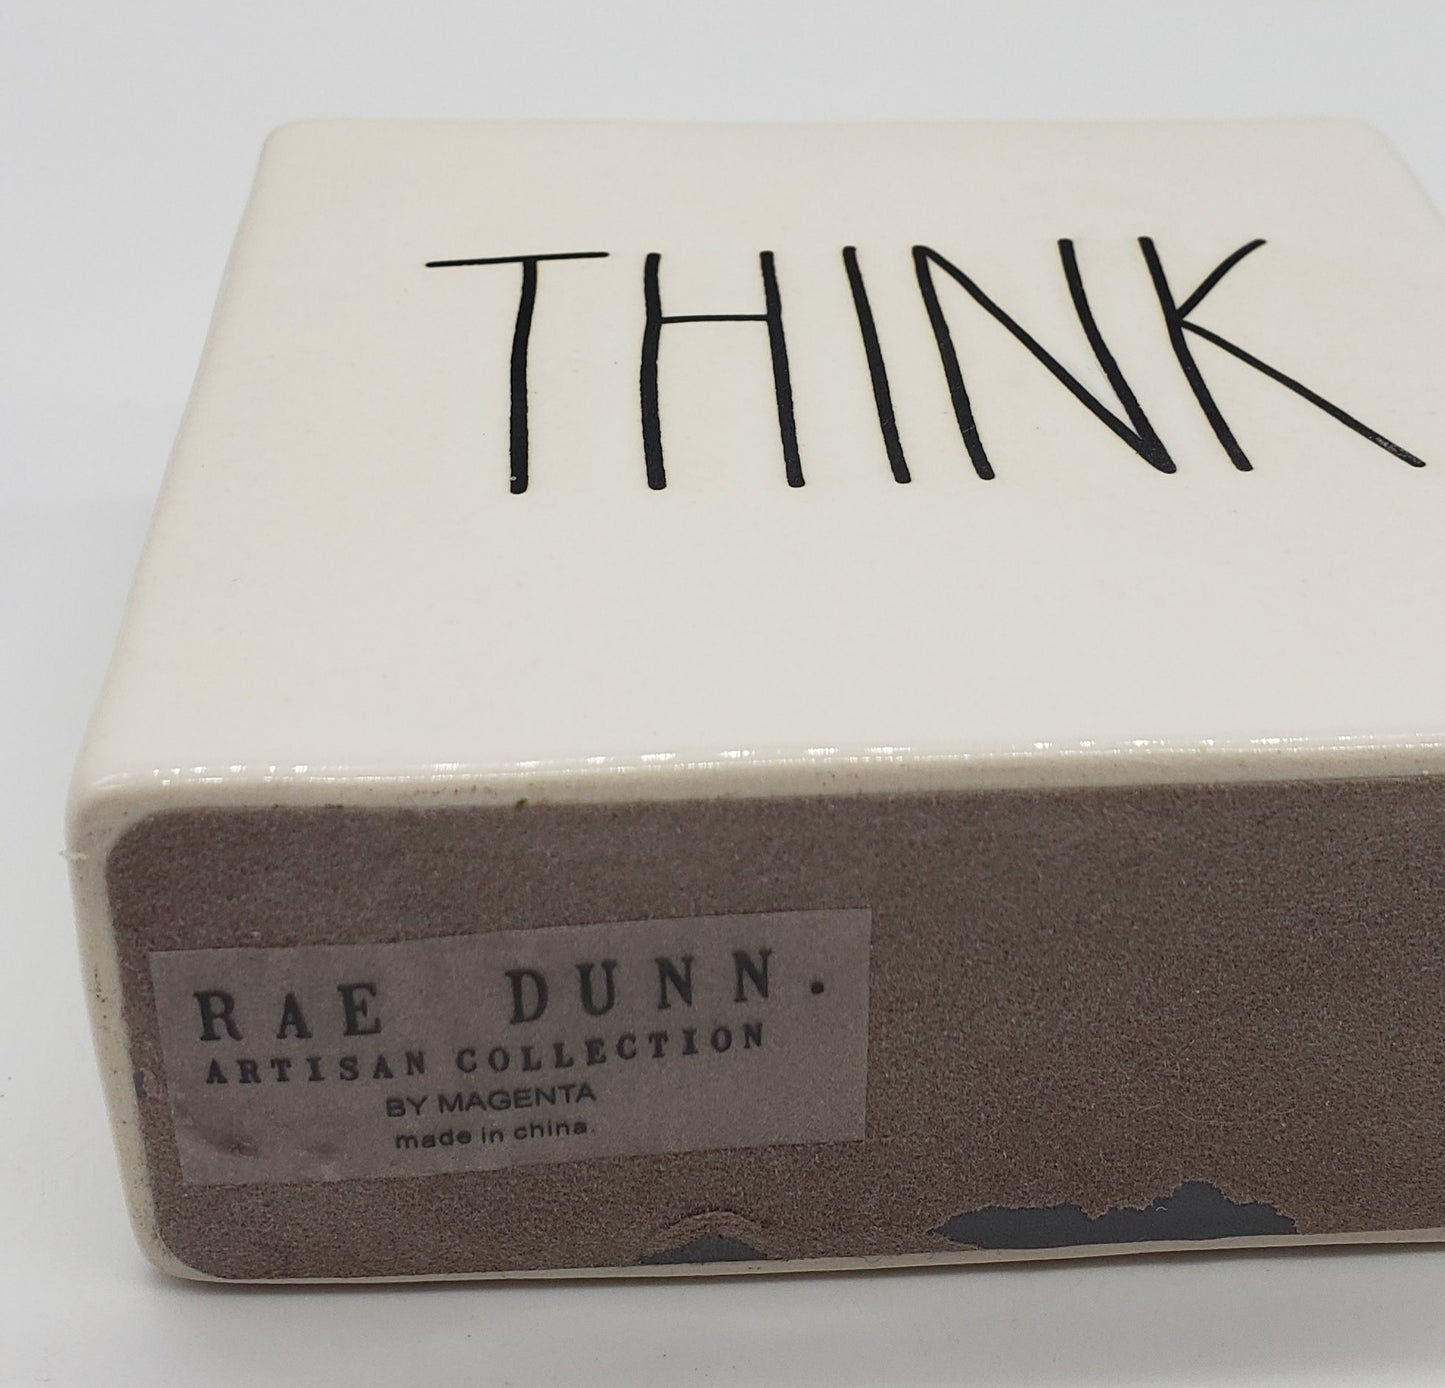 THINK
RAE DUNN.
ARTISAN COLLECTION
BY MAGENTA
made in china.